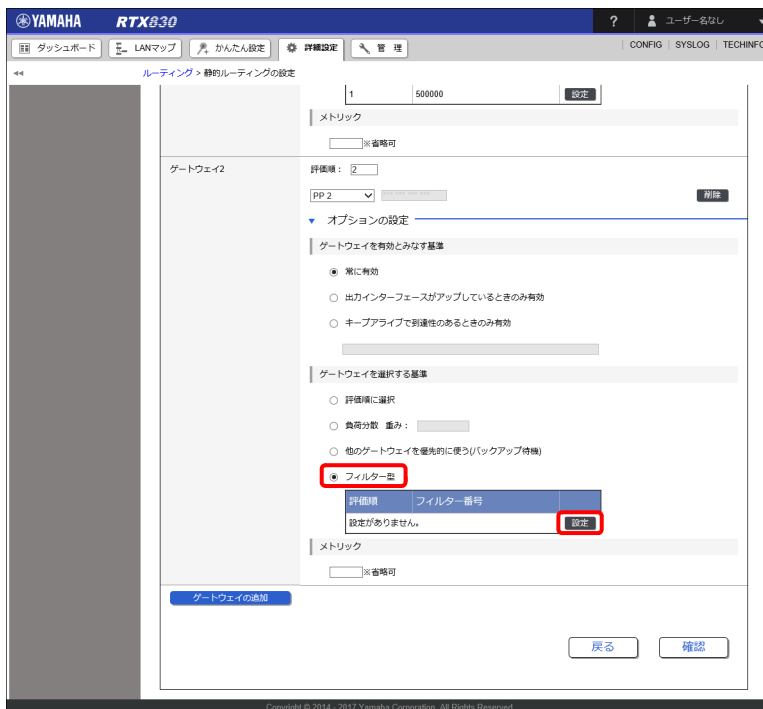 YAMAHA RTX830 ? ユーザー名なし
ダッシュボード LANマップ かんたん設定 詳細設定 管 理 CONFIG SYSLOG TECHINFO
ルーティング > 静的ルーティングの設定
1 500000 設定
メトリック
※省略可
ゲートウェイ2 評価順： 2
PP 2 ***.***.***.*** 削除
オプションの設定
ゲートウェイを有効とみなす基準
常に有効
出力インターフェースがアップしているときのみ有効
キープアライブで到達性のあるときのみ有効
ゲートウェイを選択する基準
評価順に選択
負荷分散 重み：
他のゲートウェイを優先的に使う(バックアップ待機)
フィルター型
評価順 フィルター番号
設定がありません。 設定
メトリック
※省略可
ゲートウェイの追加
戻る 確認
Copyright © 2014 - 2017 Yamaha Corporation. All Rights Reserved.